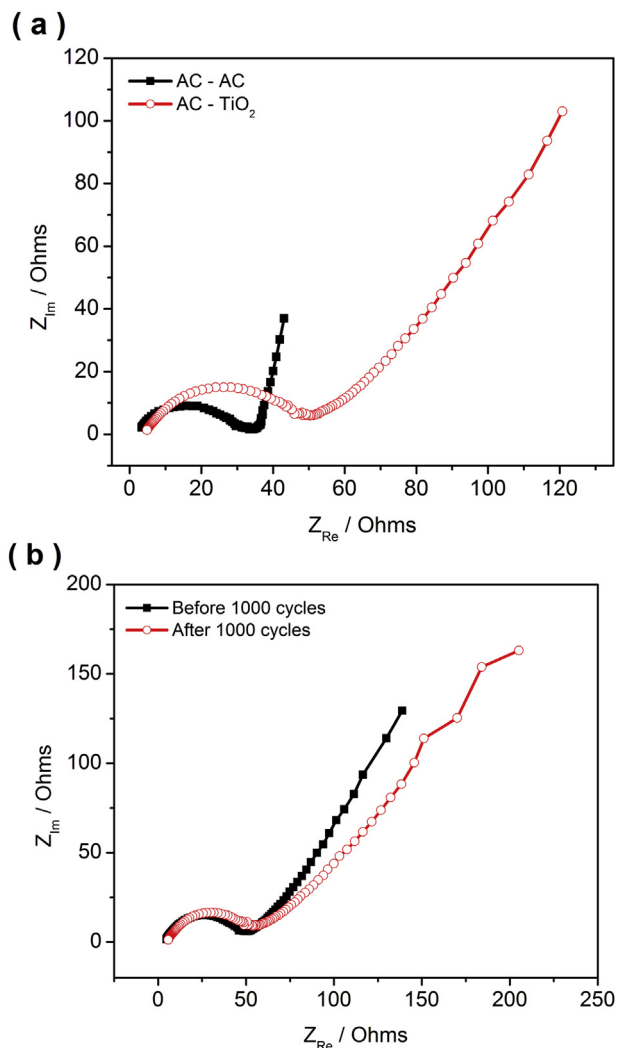 ( a )
120
100
80
60
40
20
0
Z_Im / Ohms
AC - AC
AC - TiO₂
0 20 40 60 80 100 120
Z_Re / Ohms
( b )
200
150
100
50
0
Z_Im / Ohms
Before 1000 cycles
After 1000 cycles
0 50 100 150 200 250
Z_Re / Ohms